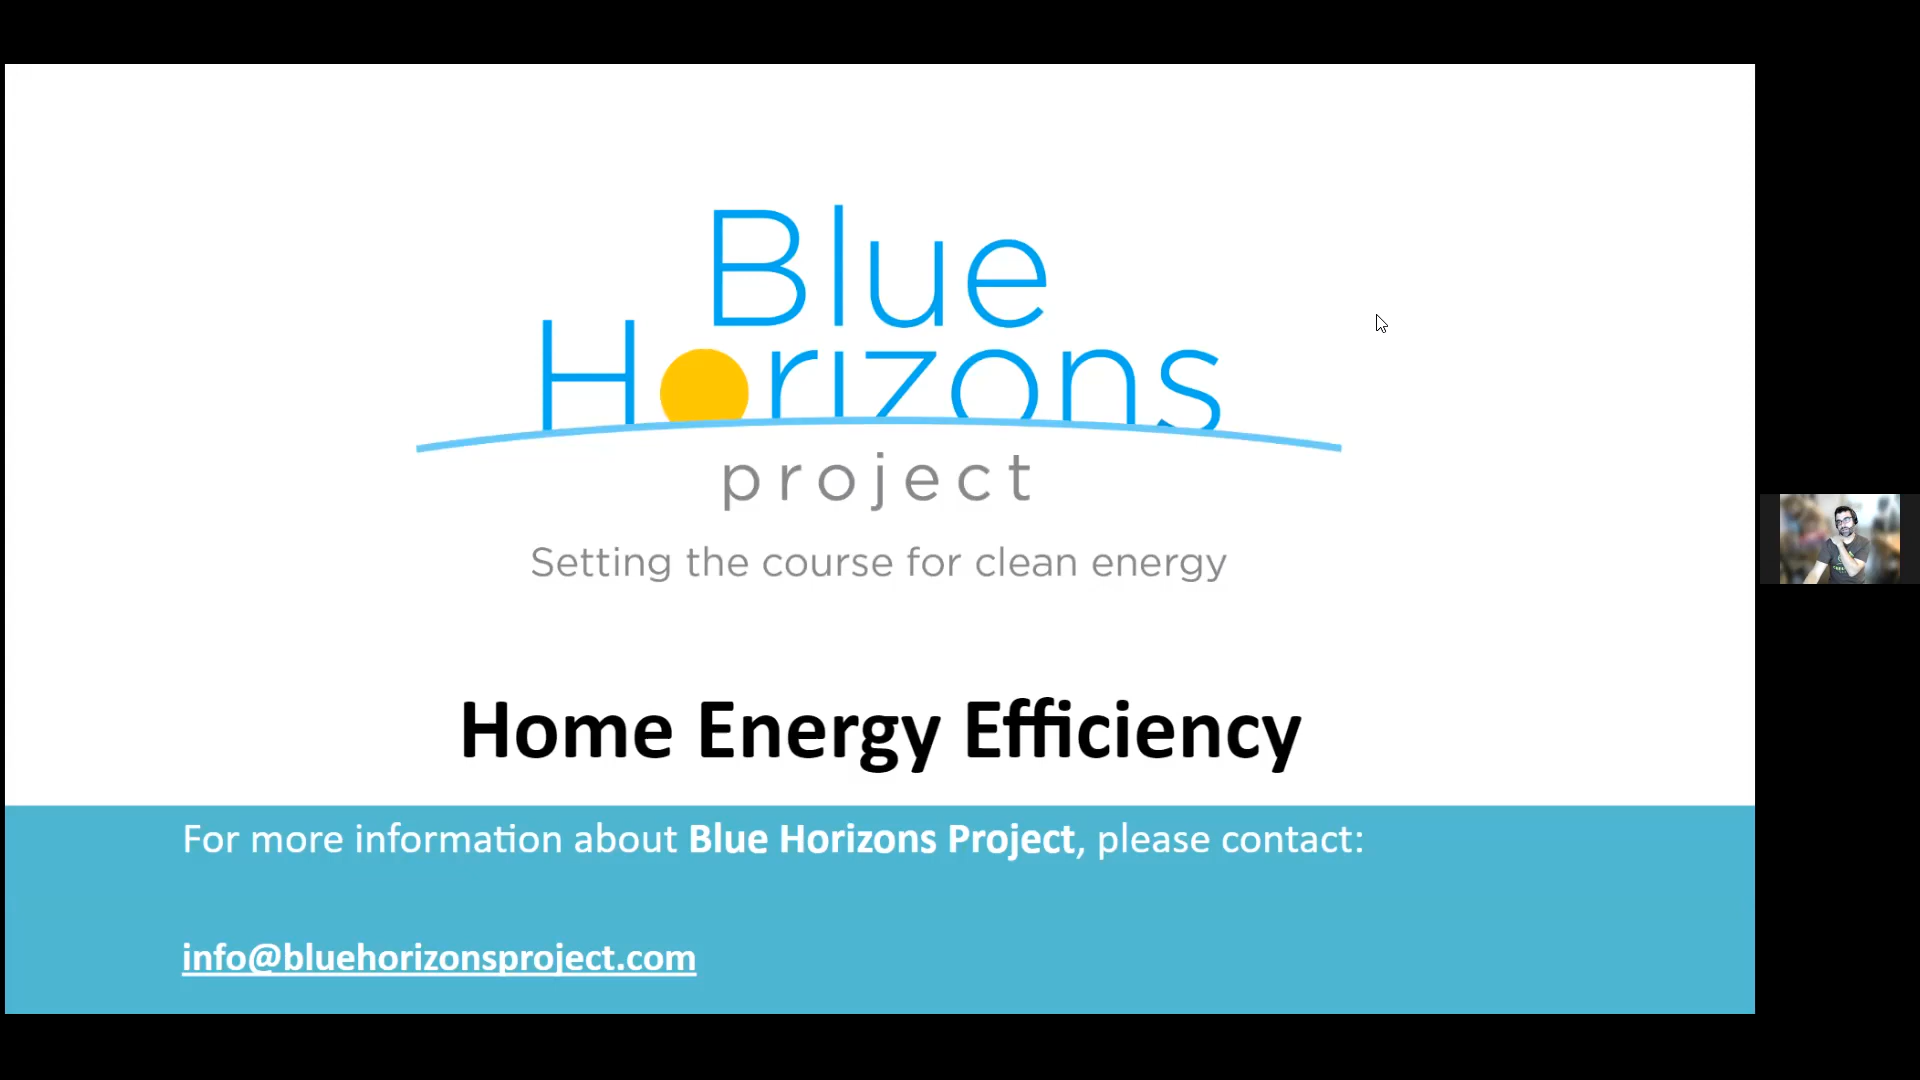 Blue
Horizons
project
Setting the course for clean energy
Home Energy Efficiency
For more information about Blue Horizons Project, please contact:
info@bluehorizonsproject.com